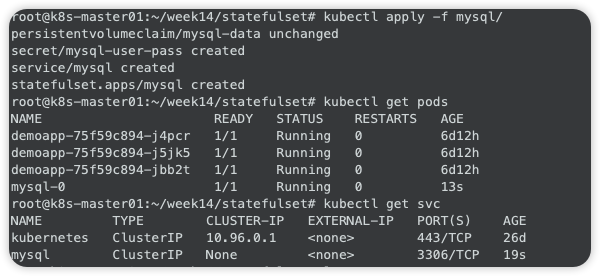 root@k8s-master01:~/week14/statefulset# kubectl apply -f mysql/
persistentvolumeclaim/mysql-data unchanged
secret/mysql-user-pass created
service/mysql created
statefulset.apps/mysql created
root@k8s-master01:~/week14/statefulset# kubectl get pods
NAME READY STATUS RESTARTS AGE
demoapp-75f59c894-j4pcr 1/1 Running 0 6d12h
demoapp-75f59c894-j5jk5 1/1 Running 0 6d12h
demoapp-75f59c894-jbb2t 1/1 Running 0 6d12h
mysql-0 1/1 Running 0 13s
root@k8s-master01:~/week14/statefulset# kubectl get svc
NAME TYPE CLUSTER-IP EXTERNAL-IP PORT(S) AGE
kubernetes ClusterIP 10.96.0.1 <none> 443/TCP 26d
mysql ClusterIP None <none> 3306/TCP 19s